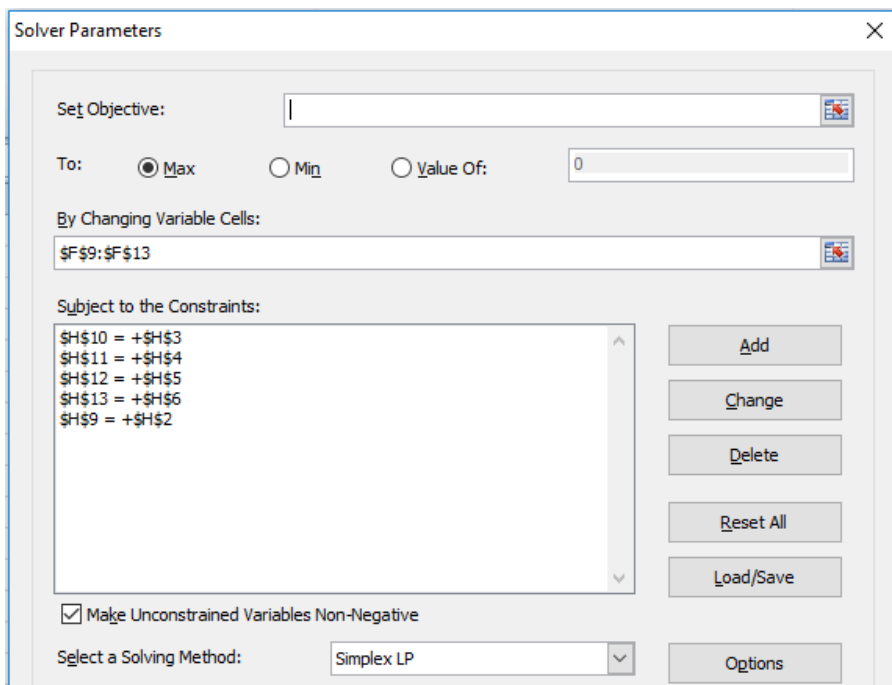 Solver Parameters
Set Objective:
To: Max Min Value Of: 0
By Changing Variable Cells:
$F$9:$F$13
Subject to the Constraints:
$H$10 = +$H$3
$H$11 = +$H$4
$H$12 = +$H$5
$H$13 = +$H$6
$H$9 = +$H$2
Add
Change
Delete
Reset All
Load/Save
Make Unconstrained Variables Non-Negative
Select a Solving Method: Simplex LP Options